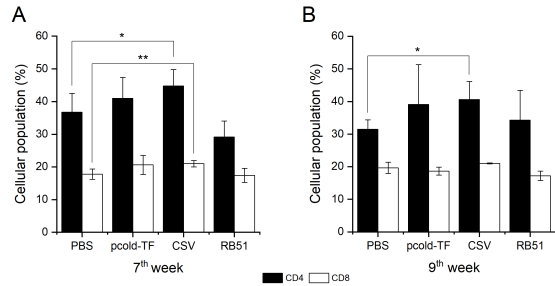 A
B
Cellular population (%)
60
50
40
30
20
10
0
*
**
PBS
pcold-TF
CSV
RB51
7th week
Cellular population (%)
60
50
40
30
20
10
0
*
PBS
pcold-TF
CSV
RB51
9th week
CD4
CD8